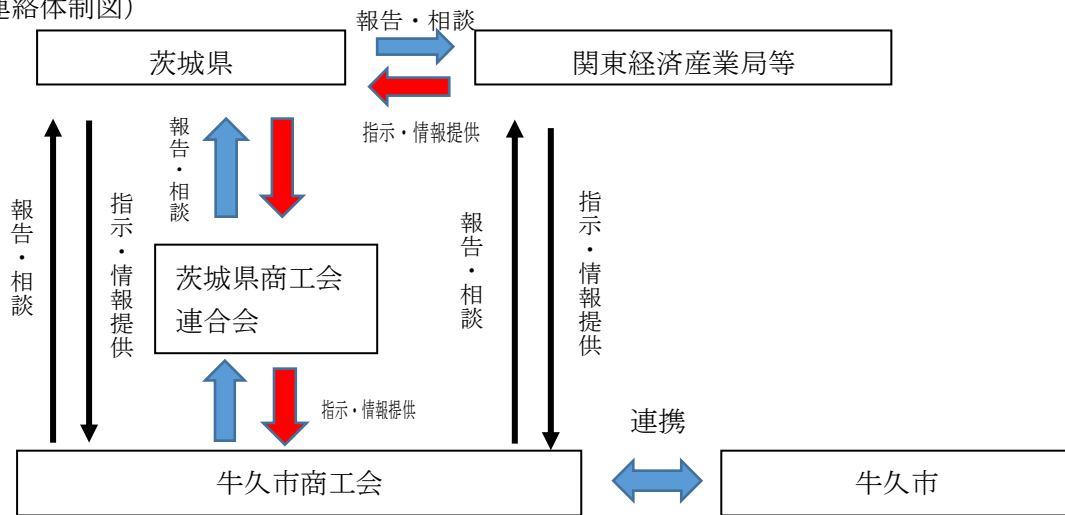 連絡体制図)
報告・相談
茨城県
関東経済産業局等
指示・情報提供
報告・相談
報告・相談
指示・情報提供
報告・相談
指示・情報提供
茨城県商工会
連合会
指示・情報提供
連携
牛久市商工会
牛久市